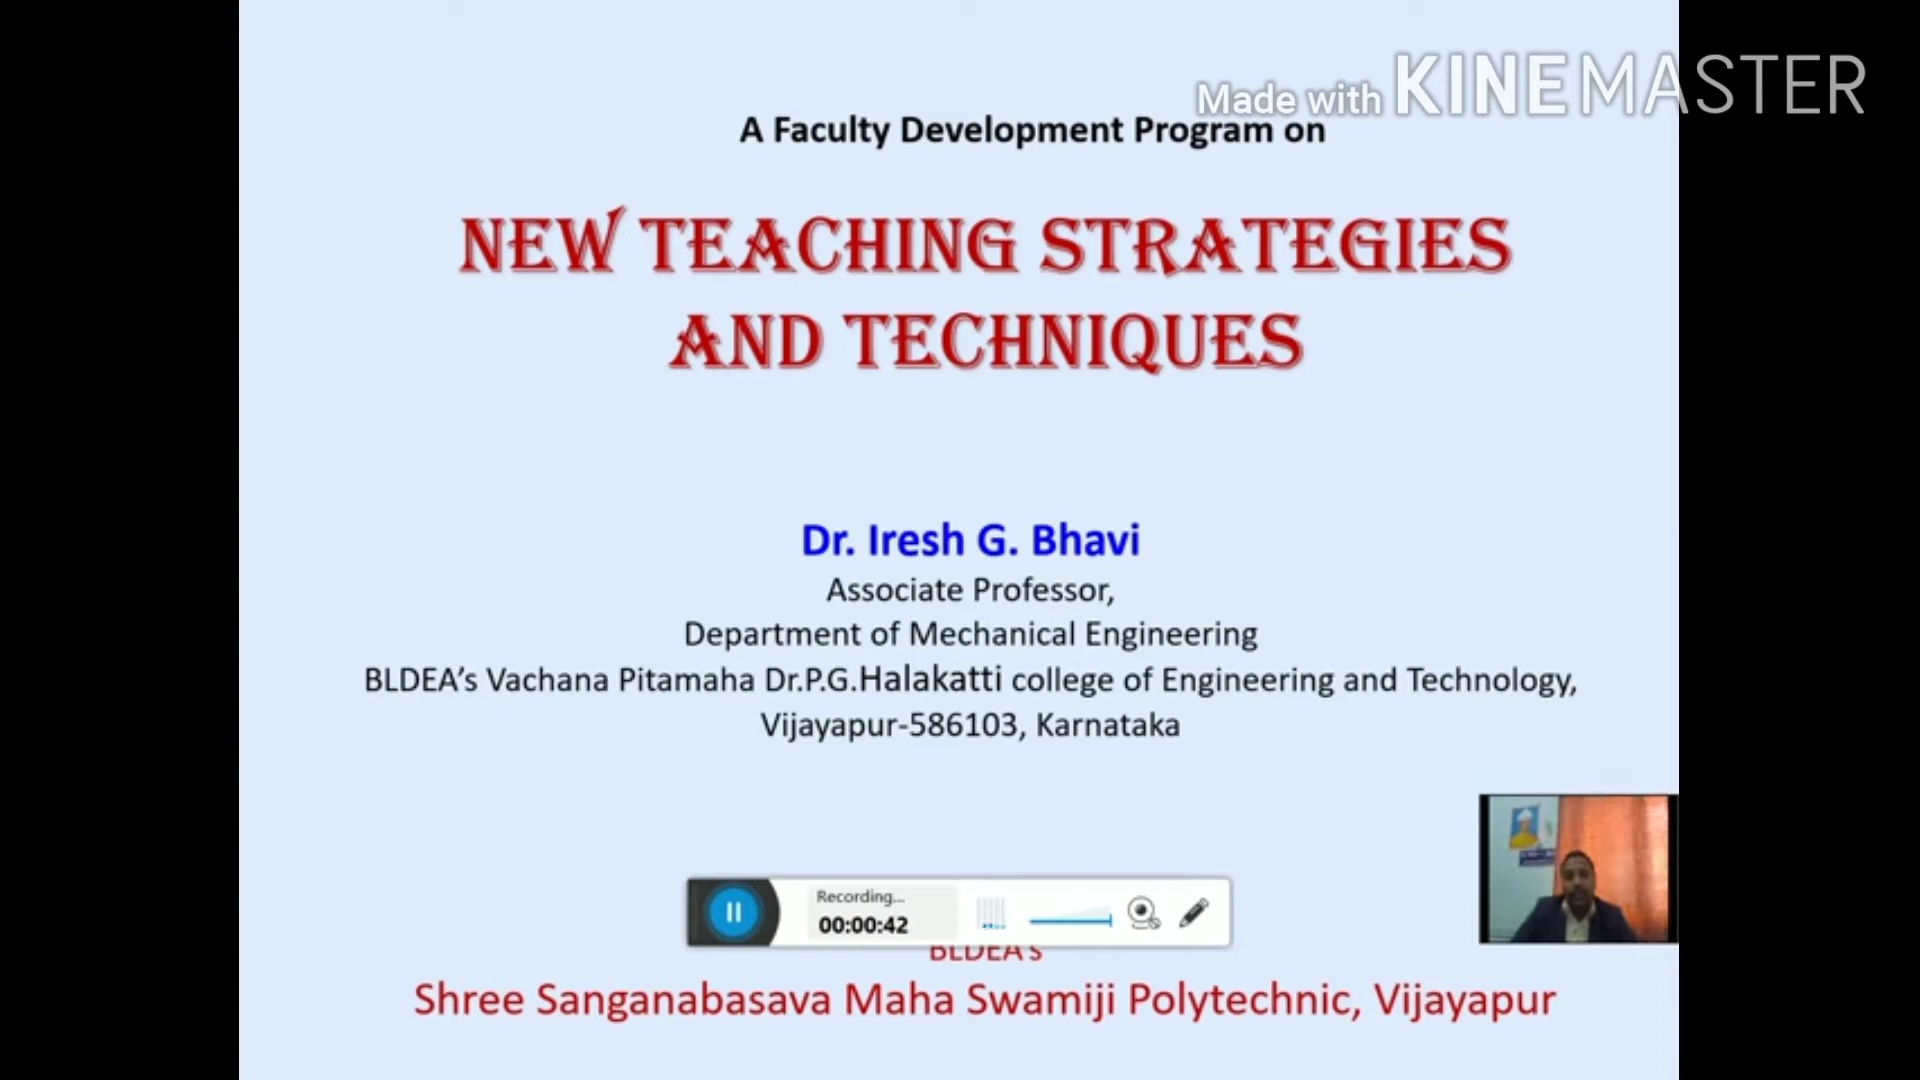 Made with KINEMASTER
A Faculty Development Program on
NEW TEACHING STRATEGIES
AND TECHNIQUES
Dr. Iresh G. Bhavi
Associate Professor,
Department of Mechanical Engineering
BLDEA’s Vachana Pitamaha Dr.P.G.Halakatti college of Engineering and Technology,
Vijayapur-586103, Karnataka
Recording...
00:00:42
BLDEA's
Shree Sanganabasava Maha Swamiji Polytechnic, Vijayapur